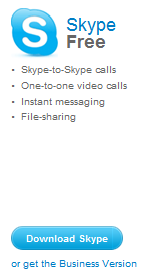 Skype
Free
• Skype-to-Skype calls
• One-to-one video calls
• Instant messaging
• File-sharing
Download Skype
or get the Business Version